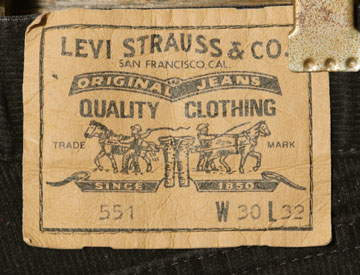 LEVI STRAUSS & CO.
SAN FRANCISCO, CAL.
ORIGINAL JEANS
QUALITY CLOTHING
TRADE MARK
SINCE 1850
551 W 30 L 32